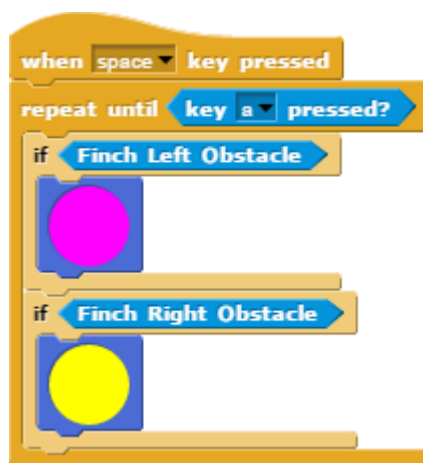 when space key pressed
repeat until key a pressed?
if Finch Left Obstacle
if Finch Right Obstacle